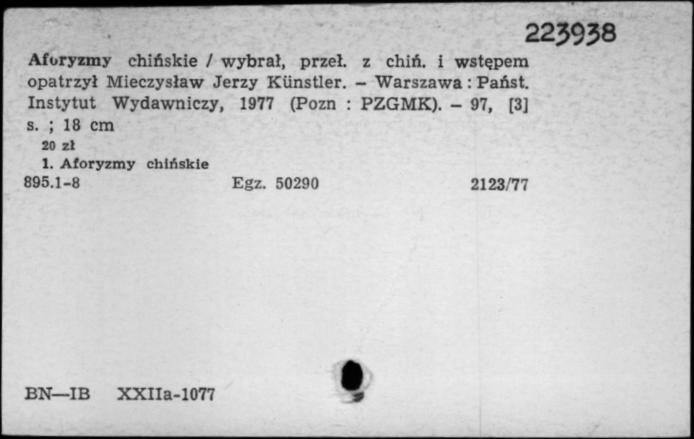 223938
Aforyzmy chińskie / wybrał, przeł. z chiń. i wstępem
opatrzył Mieczysław Jerzy Künstler. – Warszawa : Państ.
Instytut Wydawniczy, 1977 (Pozn : PZGMK). – 97, [3]
s. ; 18 cm
20 zł
1. Aforyzmy chińskie
895.1-8 Egz. 50290 2123/77
BN—IB XXIIa-1077